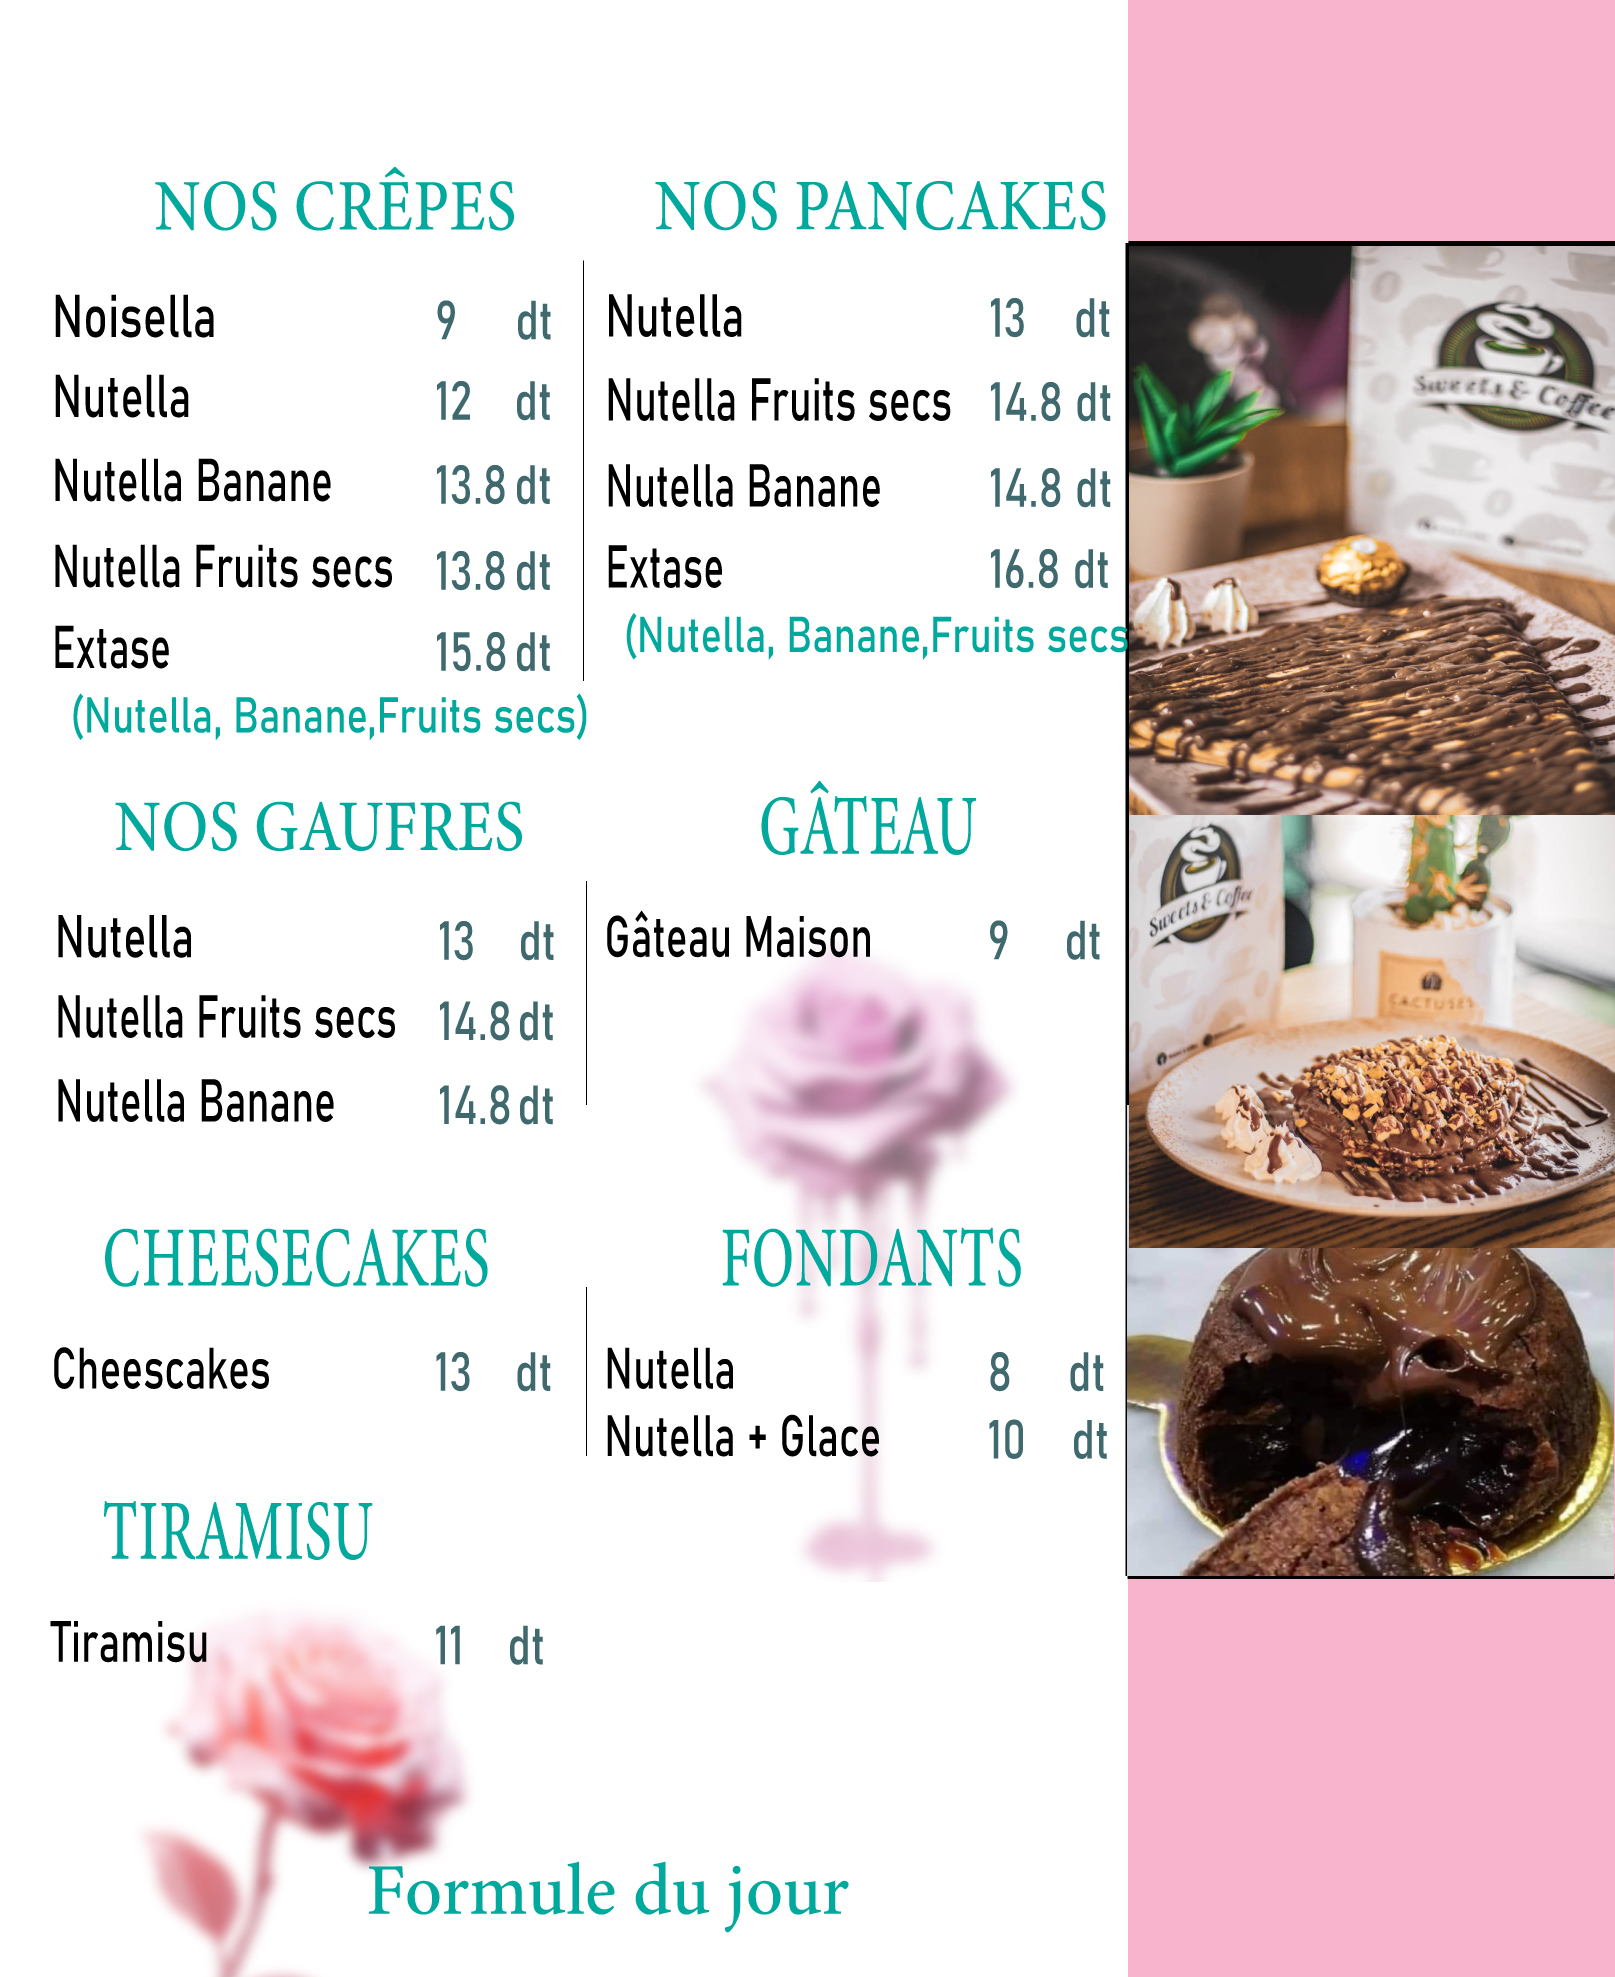 NOS CRÊPES
Noisella 9 dt
Nutella 12 dt
Nutella Banane 13.8 dt
Nutella Fruits secs 13.8 dt
Extase 15.8 dt
(Nutella, Banane,Fruits secs)
NOS PANCAKES
Nutella 13 dt
Nutella Fruits secs 14.8 dt
Nutella Banane 14.8 dt
Extase 16.8 dt
(Nutella, Banane,Fruits secs
NOS GAUFRES
Nutella 13 dt
Nutella Fruits secs 14.8 dt
Nutella Banane 14.8 dt
GÂTEAU
Gâteau Maison 9 dt
CHEESECAKES
Cheescakes 13 dt
FONDANTS
Nutella 8 dt
Nutella + Glace 10 dt
TIRAMISU
Tiramisu 11 dt
Formule du jour
Sweets & Coffee
Sweets & Coffee
CACTUSES